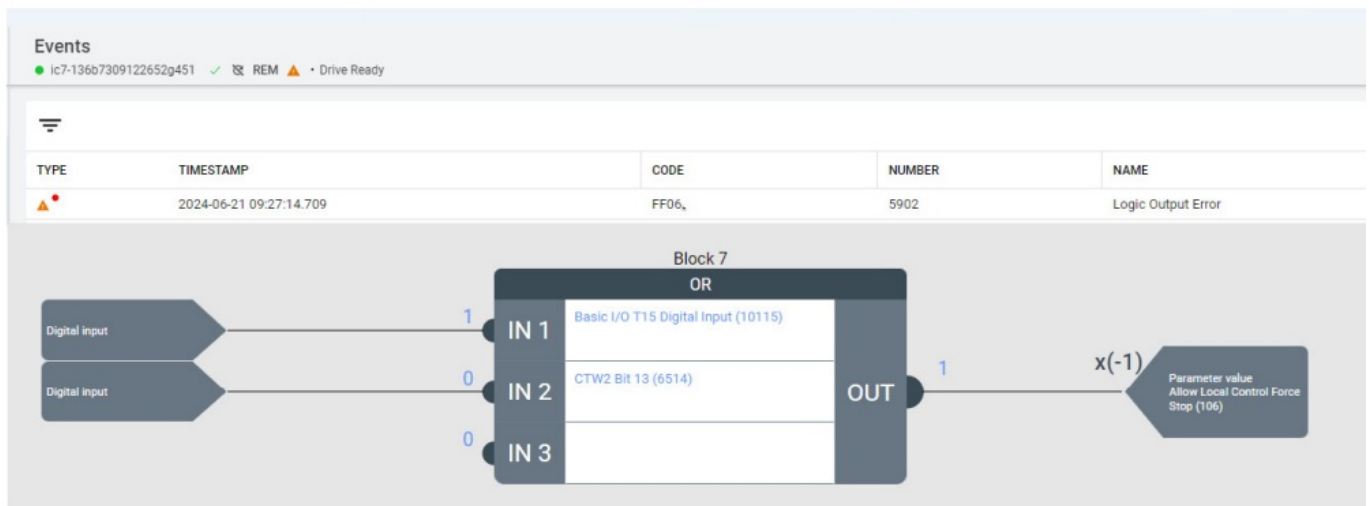 Events
ic7-136b7309122652g451 REM • Drive Ready
TYPE TIMESTAMP CODE NUMBER NAME
2024-06-21 09:27:14.709 FF06 5902 Logic Output Error
Block 7
OR
Digital input 1 IN 1 Basic I/O T15 Digital Input (10115)
Digital input 0 IN 2 CTW2 Bit 13 (6514)
0 IN 3
OUT 1 x(-1)
Parameter value
Allow Local Control Force
Stop (106)